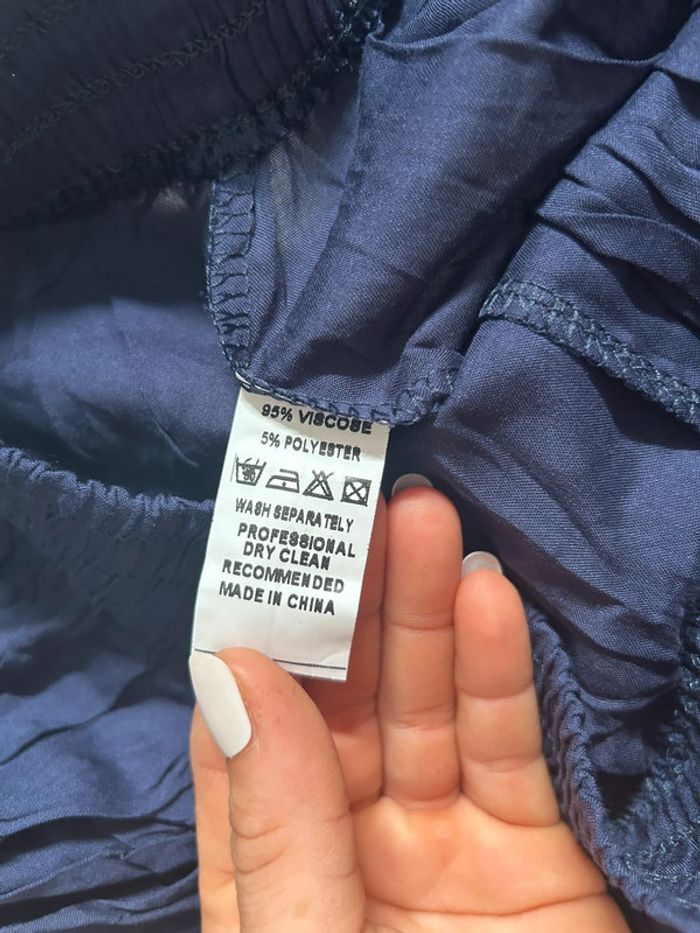 95% VISCOSE
5% POLYESTER
WASH SEPARATELY
PROFESSIONAL
DRY CLEAN
RECOMMENDED
MADE IN CHINA